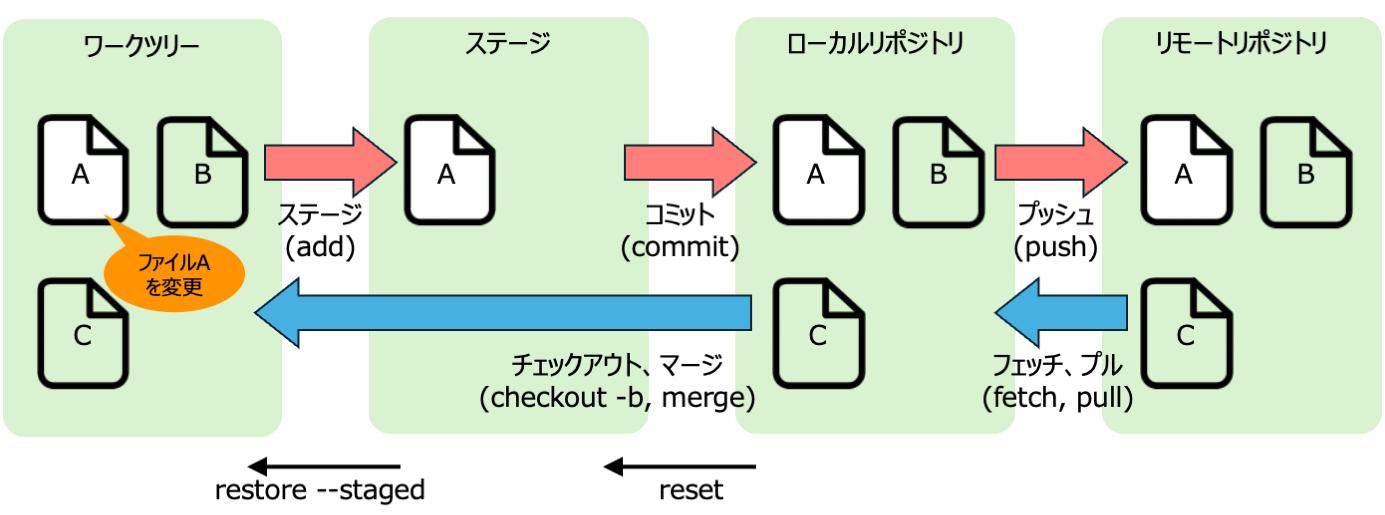 ワークツリー
ステージ
ローカルリポジトリ
リモートリポジトリ
A
B
A
A
B
A
B
ステージ
(add)
コミット
(commit)
プッシュ
(push)
ファイルA
を変更
C
C
C
チェックアウト、マージ
(checkout -b, merge)
フェッチ、プル
(fetch, pull)
restore --staged
reset